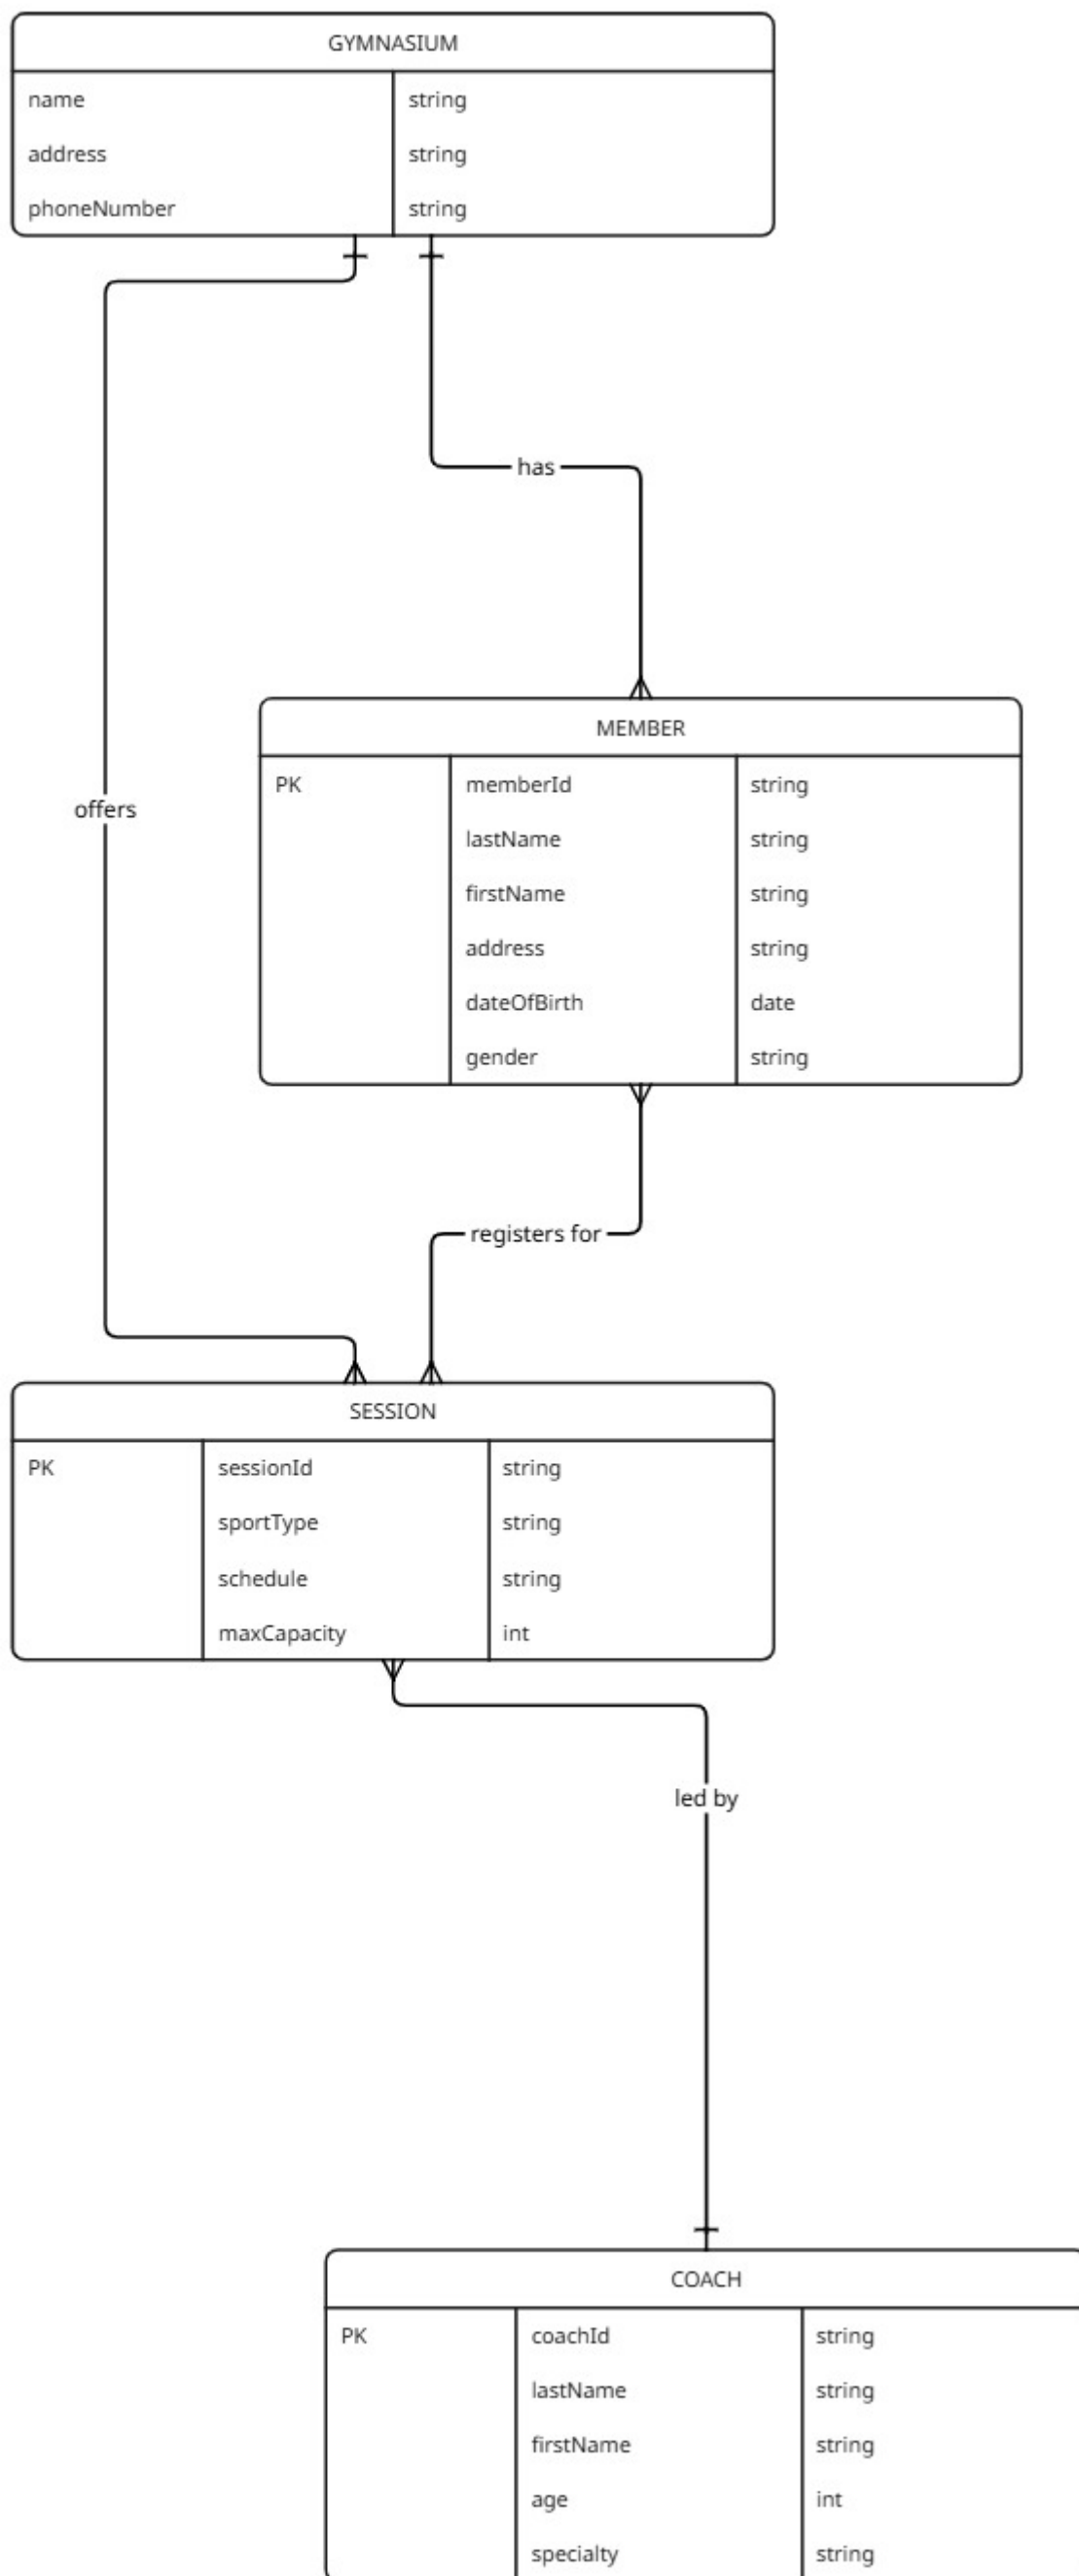 GYMNASIUM
name string
address string
phoneNumber string
has
MEMBER
PK memberId string
lastName string
firstName string
address string
dateOfBirth date
gender string
offers
registers for
SESSION
PK sessionId string
sportType string
schedule string
maxCapacity int
led by
COACH
PK coachId string
lastName string
firstName string
age int
specialty string